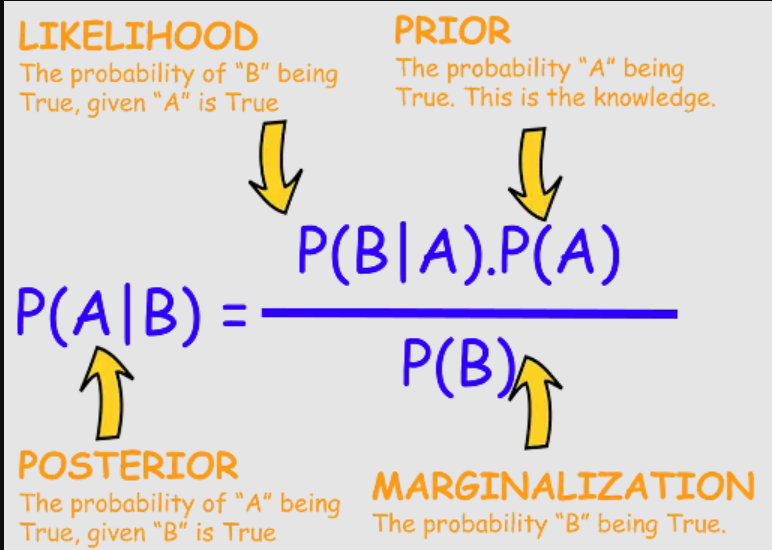 LIKELIHOOD
The probability of “B” being
True, given “A” is True
PRIOR
The probability “A” being
True. This is the knowledge.
P(B|A).P(A)
P(A|B) =
P(B)
POSTERIOR
The probability of “A” being
True, given “B” is True
MARGINALIZATION
The probability “B” being True.